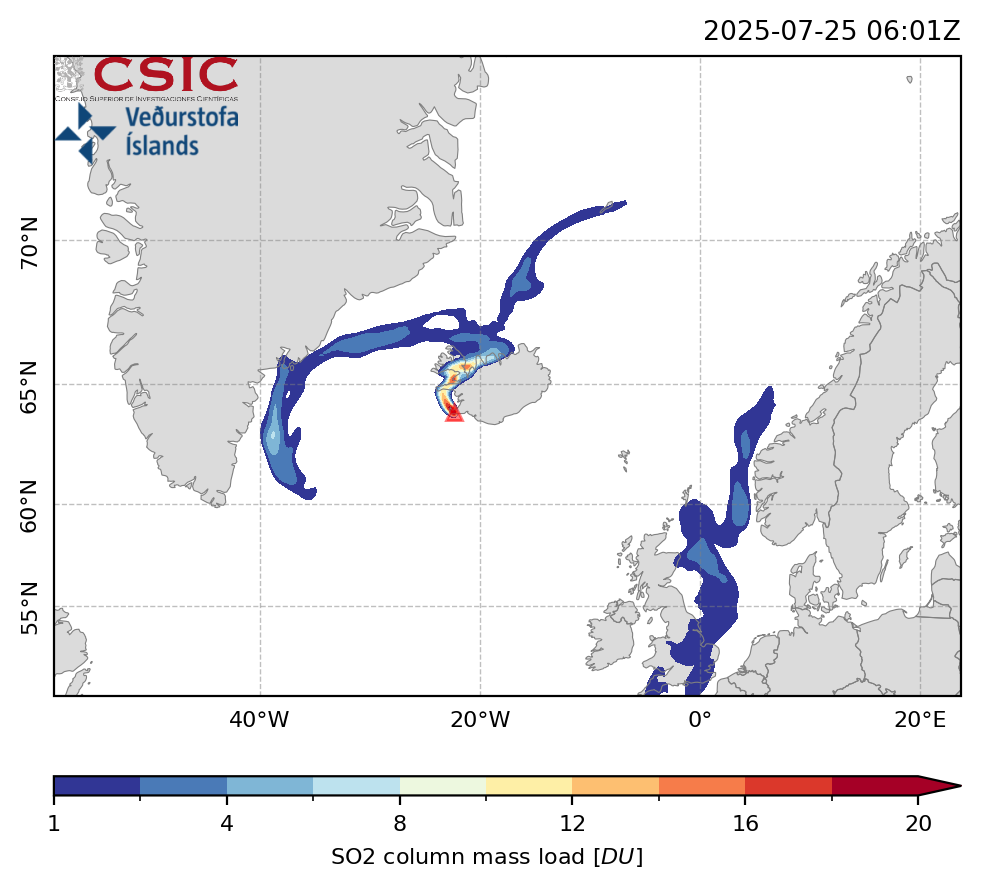 2025-07-25 06:01Z
CSIC
CONSEJO SUPERIOR DE INVESTIGACIONES CIENTÍFICAS
Veðurstofa
Íslands
70°N
65°N
60°N
55°N
40°W 20°W 0° 20°E
1 4 8 12 16 20
SO2 column mass load [DU]